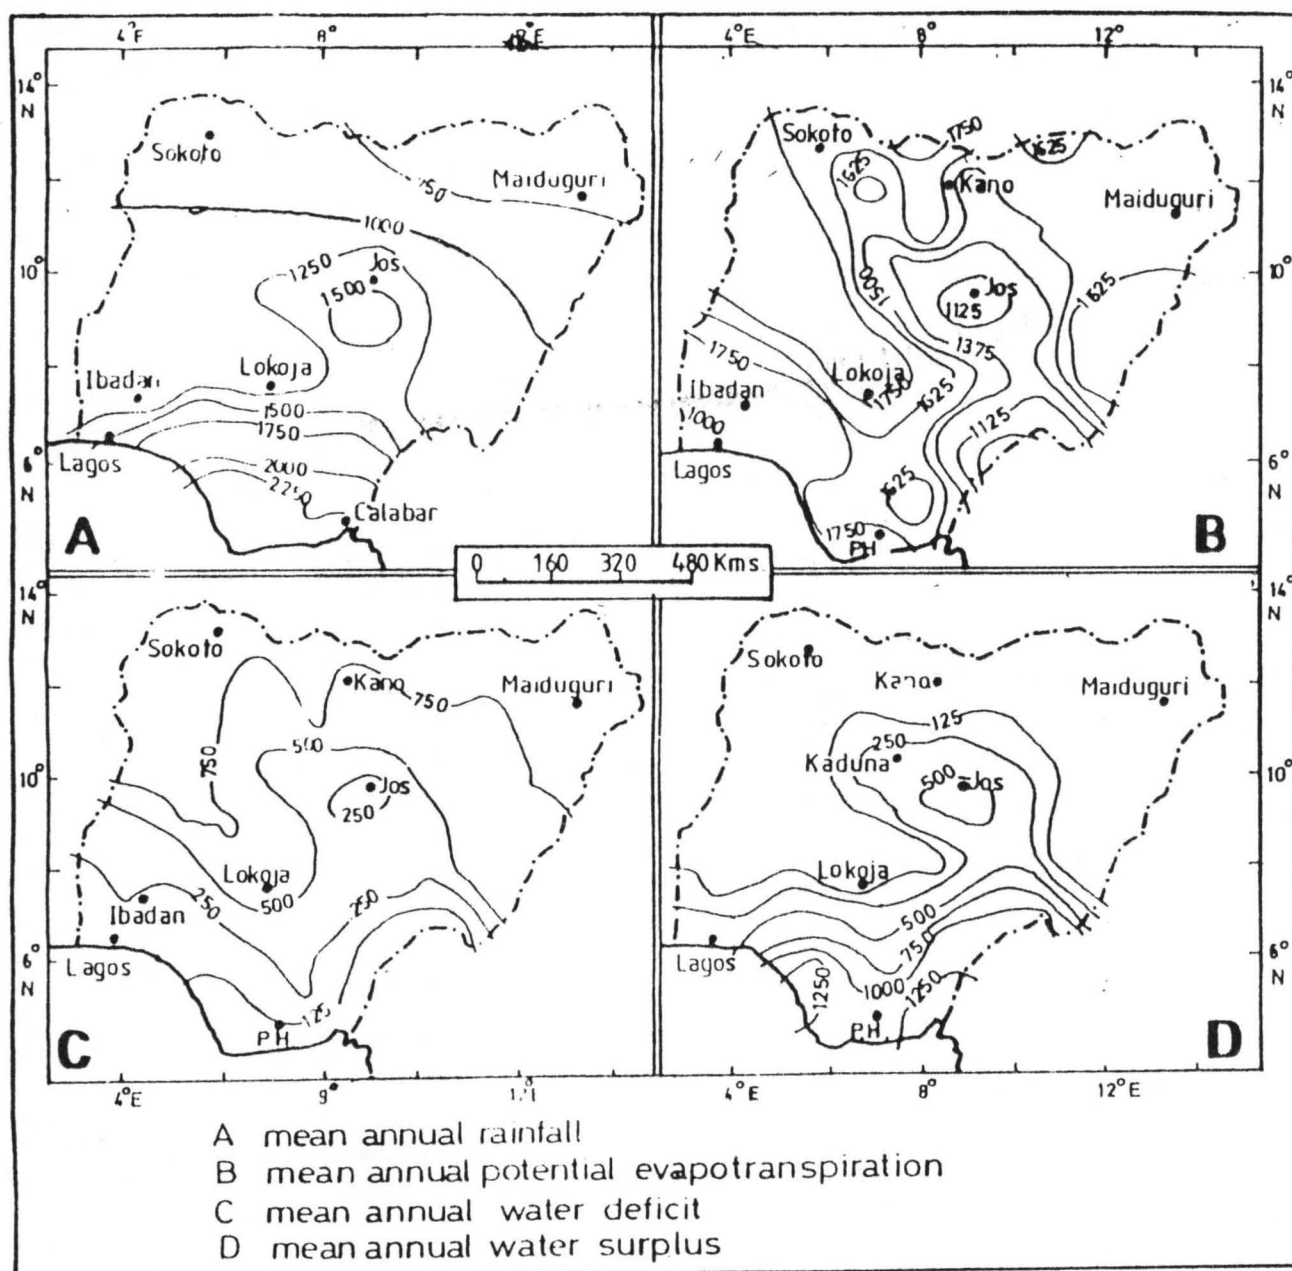 4°F 8° 12°E
14° N
Sokoto
Maiduguri
750
1000
10°
1250
Jos
1500
Ibadan
Lokoja
1500
1750
Lagos
6° N
2000
2250
Calabar
A
4°E 8° 12°
14° N
1750
Sokoto
1625
1625
Kano
Maiduguri
10°
1500
Jos
1125
1625
1375
1750
Lokoja
Ibadan
1750
1625
1125
1000
Lagos
6° N
1625
1750
PH
B
0 160 320 480 Kms
14° N
Sokoto
Kano
Maiduguri
750
500
750
10°
Jos
250
Lokoja
250
500
250
Ibadan
Lagos
6° N
125
P.H
C
4°E 9°
14° N
Sokoto
Kano
Maiduguri
125
250
Kaduna
500
Jos
10°
Lokoja
500
750
Lagos
6° N
1250
1000
1250
P.H
D
4°E 8° 12°E
A mean annual rainfall
B mean annual potential evapotranspiration
C mean annual water deficit
D mean annual water surplus